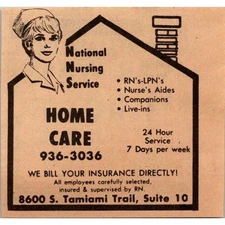 National
Nursing
Service
• RN's-LPN's
• Nurse's Aides
• Companions
• Live-ins
HOME
CARE
936-3036
24 Hour
Service
7 Days per week
WE BILL YOUR INSURANCE DIRECTLY!
All employees carefully selected,
insured & supervised by RN.
8600 S. Tamiami Trail, Suite 10